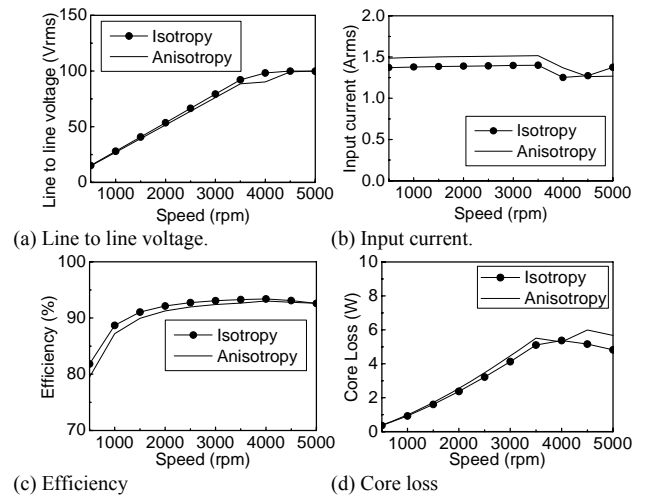 Line to line voltage (Vrms)
150
100
50
0
Isotropy
Anisotropy
1000 2000 3000 4000 5000
Speed (rpm)
(a) Line to line voltage.
Input current (Arms)
2.0
1.5
1.0
0.5
0.0
Isotropy
Anisotropy
1000 2000 3000 4000 5000
Speed (rpm)
(b) Input current.
Efficiency (%)
100
90
80
70
Isotropy
Anisotropy
1000 2000 3000 4000 5000
Speed (rpm)
(c) Efficiency
Core Loss (W)
10
8
6
4
2
0
Isotropy
Anisotropy
1000 2000 3000 4000 5000
Speed (rpm)
(d) Core loss